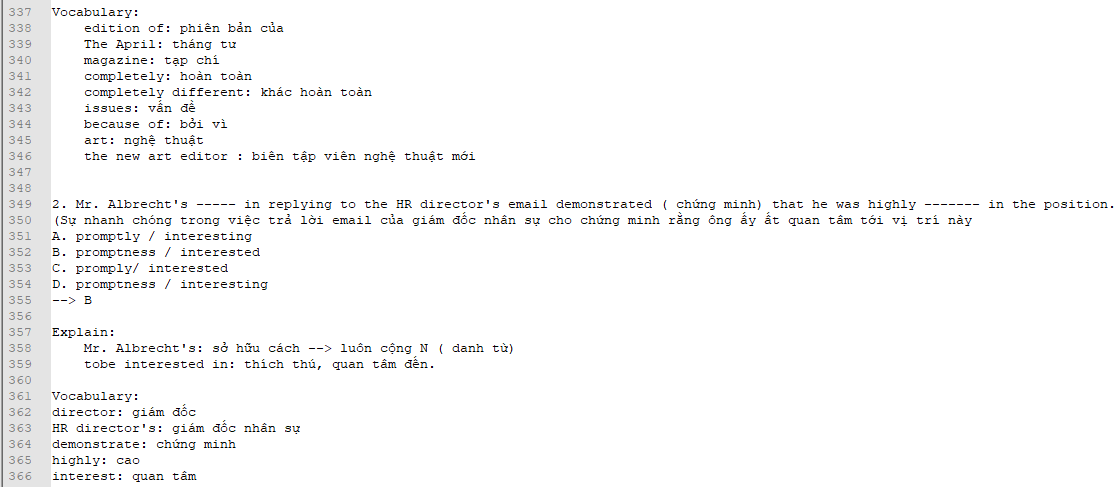 337 Vocabulary:
338 edition of: phiên bản của
339 The April: tháng tư
340 magazine: tạp chí
341 completely: hoàn toàn
342 completely different: khác hoàn toàn
343 issues: vấn đề
344 because of: bởi vì
345 art: nghệ thuật
346 the new art editor : biên tập viên nghệ thuật mới
347
348
349 2. Mr. Albrecht's ----- in replying to the HR director's email demonstrated ( chứng minh) that he was highly ------- in the position.
350 (Sự nhanh chóng trong việc trả lời email của giám đốc nhân sự cho chứng minh rằng ông ấy ất quan tâm tới vị trí này
351 A. promptly / interesting
352 B. promptness / interested
353 C. promply/ interested
354 D. promptness / interesting
355 --> B
356
357 Explain:
358 Mr. Albrecht's: sở hữu cách --> luôn cộng N ( danh từ)
359 tobe interested in: thích thú, quan tâm đến.
360
361 Vocabulary:
362 director: giám đốc
363 HR director's: giám đốc nhân sự
364 demonstrate: chứng minh
365 highly: cao
366 interest: quan tâm